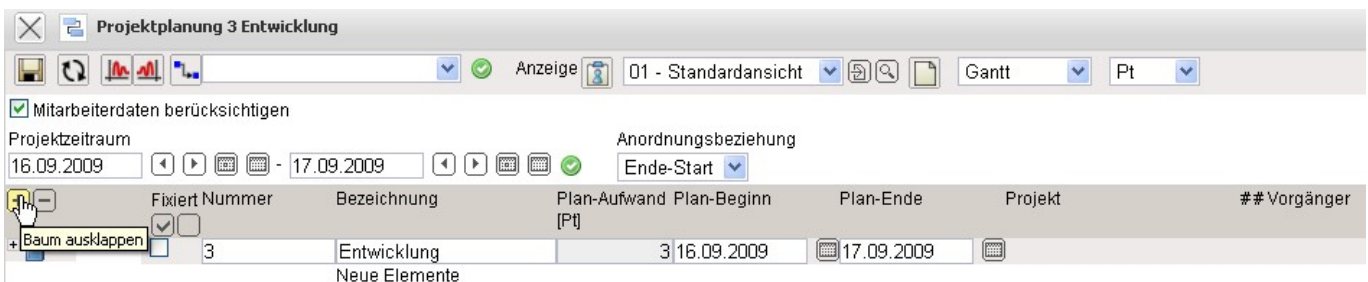 Projektplanung 3 Entwicklung
Anzeige 01 - Standardansicht Gantt Pt
Mitarbeiterdaten berücksichtigen
Projektzeitraum Anordnungsbeziehung
16.09.2009 - 17.09.2009 Ende-Start
Fixiert Nummer Bezeichnung Plan-Aufwand Plan-Beginn Plan-Ende Projekt ## Vorgänger
[Pt]
Baum ausklappen
3 Entwicklung 3 16.09.2009 17.09.2009
Neue Elemente